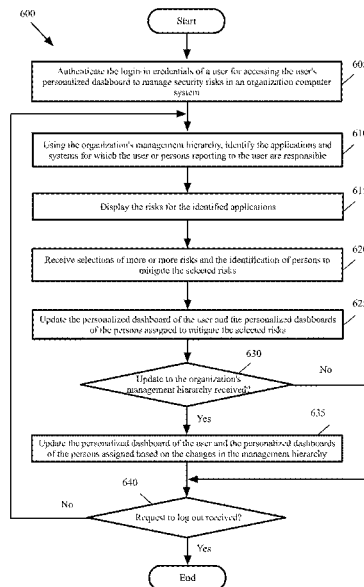 600
Start
605
Authenticate the login-in credentials of a user for accessing the user's
personalized dashboard to manage security risks in an organization computer
system
610
Using the organization's management hierarchy, identify the applications and
systems for which the user or persons reporting to the user are responsible
615
Display the risks for the identified applications
620
Receive selections of more or more risks and the identification of persons to
mitigate the selected risks
625
Update the personalized dashboard of the user and the personalized dashboards
of the persons assigned to mitigate the selected risks
630
Update to the organization's
management hierarchy received?
No
Yes
635
Update the personalized dashboard of the user and the personalized dashboards
of the persons assigned based on the changes in the management hierarchy
640
No
Request to log out received?
Yes
End